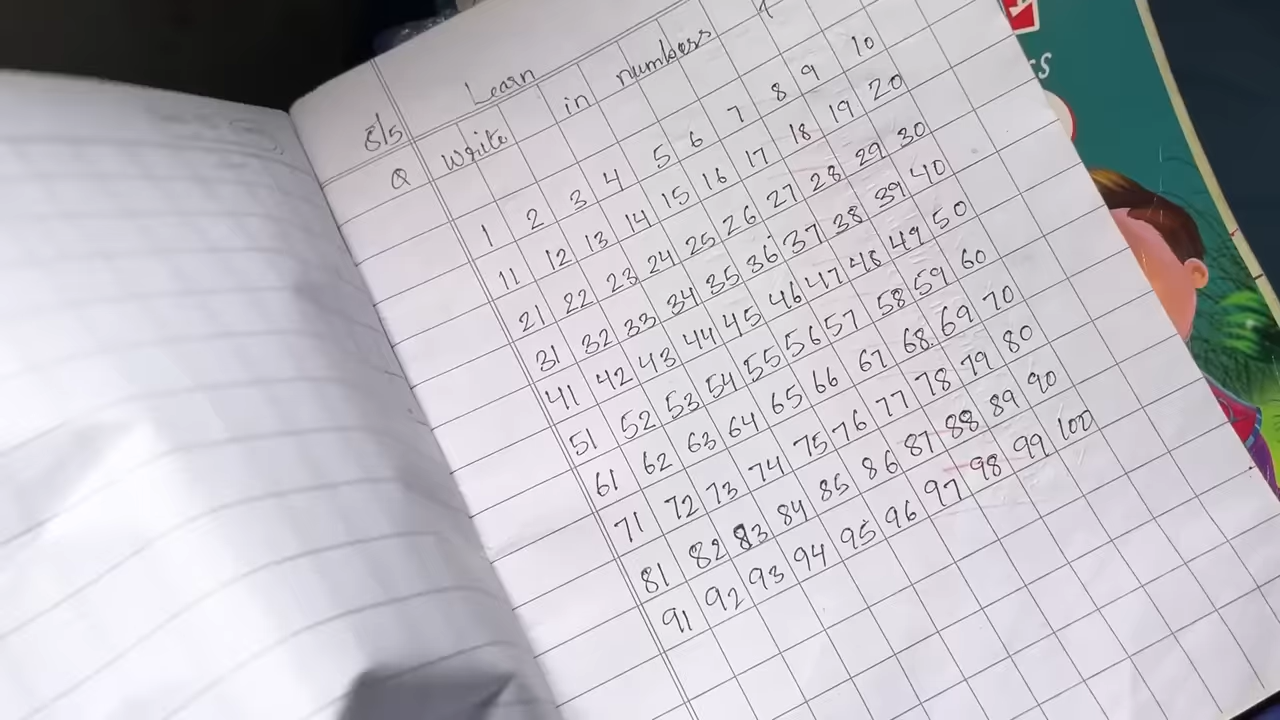 Learn
8/5
Q Write in numbers
1 2 3 4 5 6 7 8 9 10
11 12 13 14 15 16 17 18 19 20
21 22 23 24 25 26 27 28 29 30
31 32 33 34 35 36 37 38 39 40
41 42 43 44 45 46 47 48 49 50
51 52 53 54 55 56 57 58 59 60
61 62 63 64 65 66 67 68 69 70
71 72 73 74 75 76 77 78 79 80
81 82 83 84 85 86 87 88 89 90
91 92 93 94 95 96 97 98 99 100